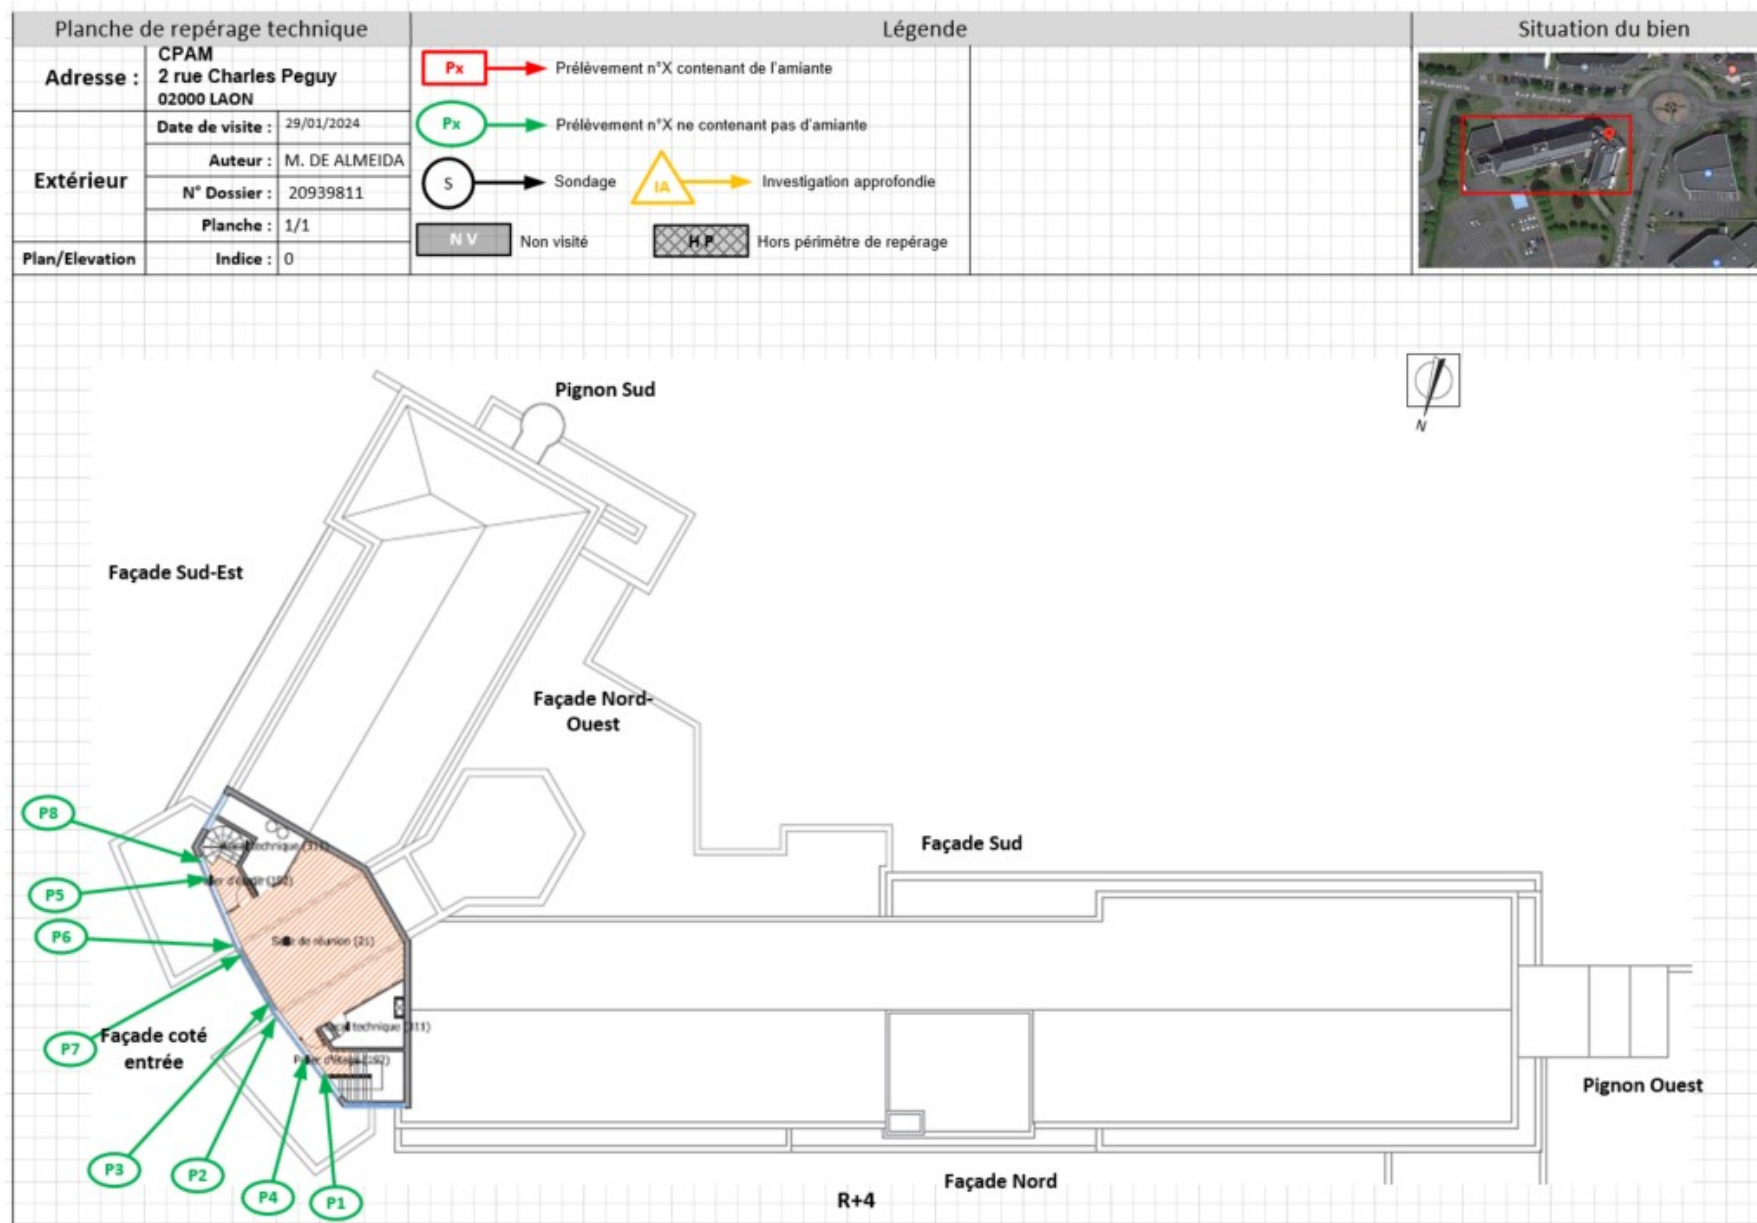 Planche de repérage technique
Légende
Situation du bien
Adresse :
CPAM
2 rue Charles Peguy
02000 LAON
Extérieur
Date de visite : 29/01/2024
Auteur : M. DE ALMEIDA
N° Dossier : 20939811
Planche : 1/1
Plan/Elevation
Indice : 0
Px
Prélèvement n°X contenant de l'amiante
Px
Prélèvement n°X ne contenant pas d'amiante
S
Sondage
IA
Investigation approfondie
N V
Non visité
H P
Hors périmètre de repérage
N
Pignon Sud
Façade Sud-Est
Façade Nord-
Ouest
Façade Sud
P8
technique
P5
P6
de réunion (21)
P7
Façade coté
entrée
technique (311)
Pignon Ouest
P3
P2
P4
P1
Façade Nord
R+4